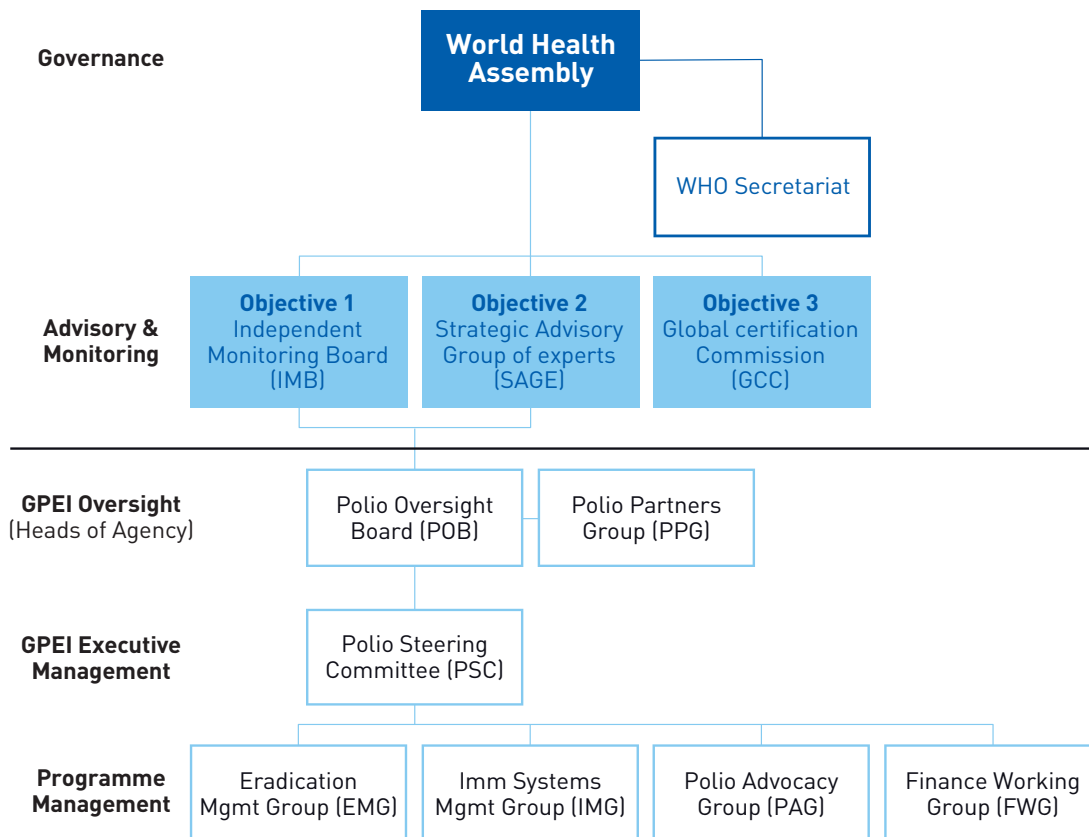 Governance
World Health
Assembly
WHO Secretariat
Advisory &
Monitoring
Objective 1
Independent
Monitoring Board
(IMB)
Objective 2
Strategic Advisory
Group of experts
(SAGE)
Objective 3
Global certification
Commission
(GCC)
GPEI Oversight
(Heads of Agency)
Polio Oversight
Board (POB)
Polio Partners
Group (PPG)
GPEI Executive
Management
Polio Steering
Committee (PSC)
Programme
Management
Eradication
Mgmt Group (EMG)
Imm Systems
Mgmt Group (IMG)
Polio Advocacy
Group (PAG)
Finance Working
Group (FWG)